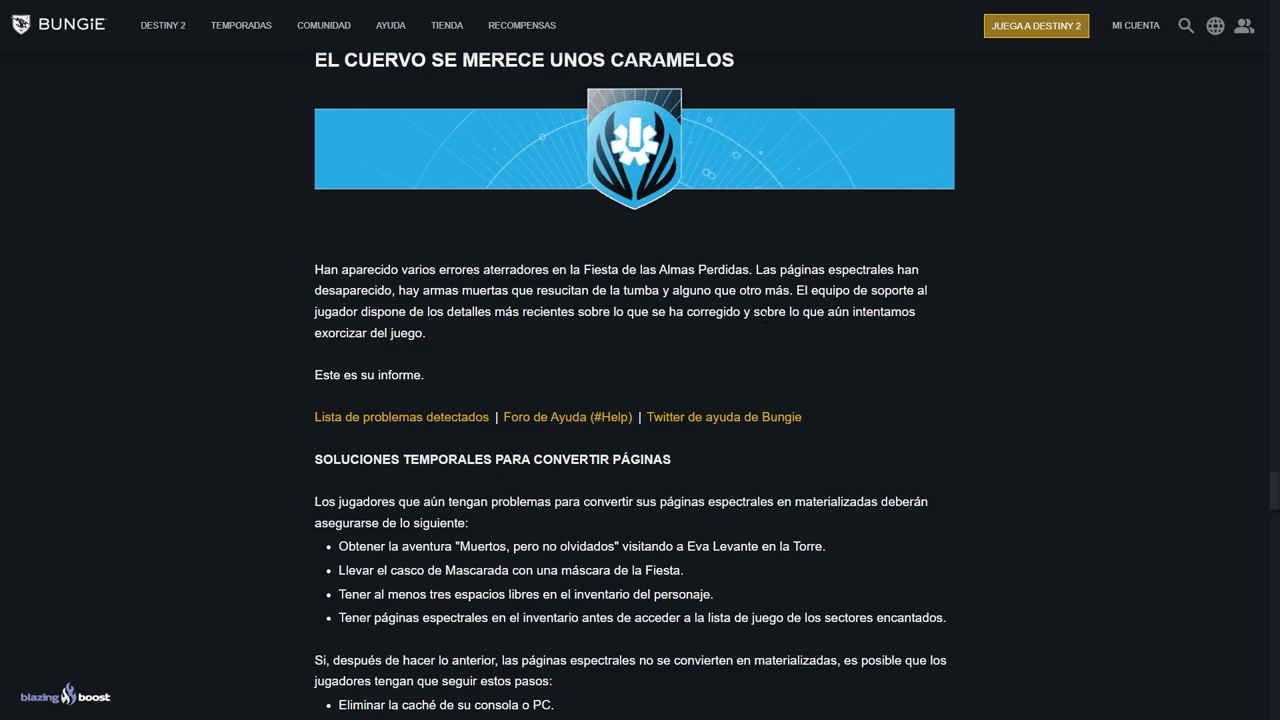 BUNGiE DESTINY 2 TEMPORADAS COMUNIDAD AYUDA TIENDA RECOMPENSAS JUEGA A DESTINY 2 MI CUENTA
EL CUERVO SE MERECE UNOS CARAMELOS
Han aparecido varios errores aterradores en la Fiesta de las Almas Perdidas. Las páginas espectrales han
desaparecido, hay armas muertas que resucitan de la tumba y alguno que otro más. El equipo de soporte al
jugador dispone de los detalles más recientes sobre lo que se ha corregido y sobre lo que aún intentamos
exorcizar del juego.
Este es su informe.
Lista de problemas detectados | Foro de Ayuda (#Help) | Twitter de ayuda de Bungie
SOLUCIONES TEMPORALES PARA CONVERTIR PÁGINAS
Los jugadores que aún tengan problemas para convertir sus páginas espectrales en materializadas deberán
asegurarse de lo siguiente:
• Obtener la aventura "Muertos, pero no olvidados" visitando a Eva Levante en la Torre.
• Llevar el casco de Mascarada con una máscara de la Fiesta.
• Tener al menos tres espacios libres en el inventario del personaje.
• Tener páginas espectrales en el inventario antes de acceder a la lista de juego de los sectores encantados.
Si, después de hacer lo anterior, las páginas espectrales no se convierten en materializadas, es posible que los
jugadores tengan que seguir estos pasos:
• Eliminar la caché de su consola o PC.
blazing boost